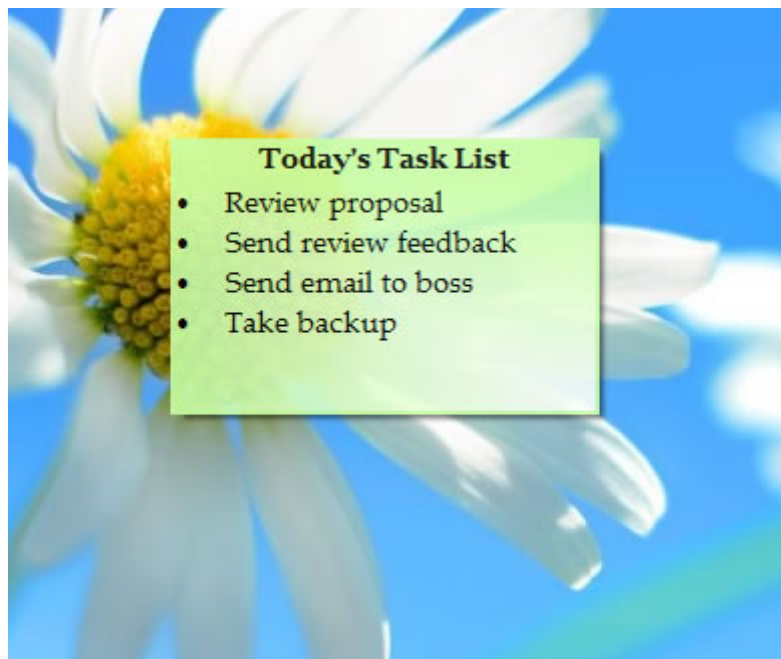 Today's Task List
• Review proposal
• Send review feedback
• Send email to boss
• Take backup